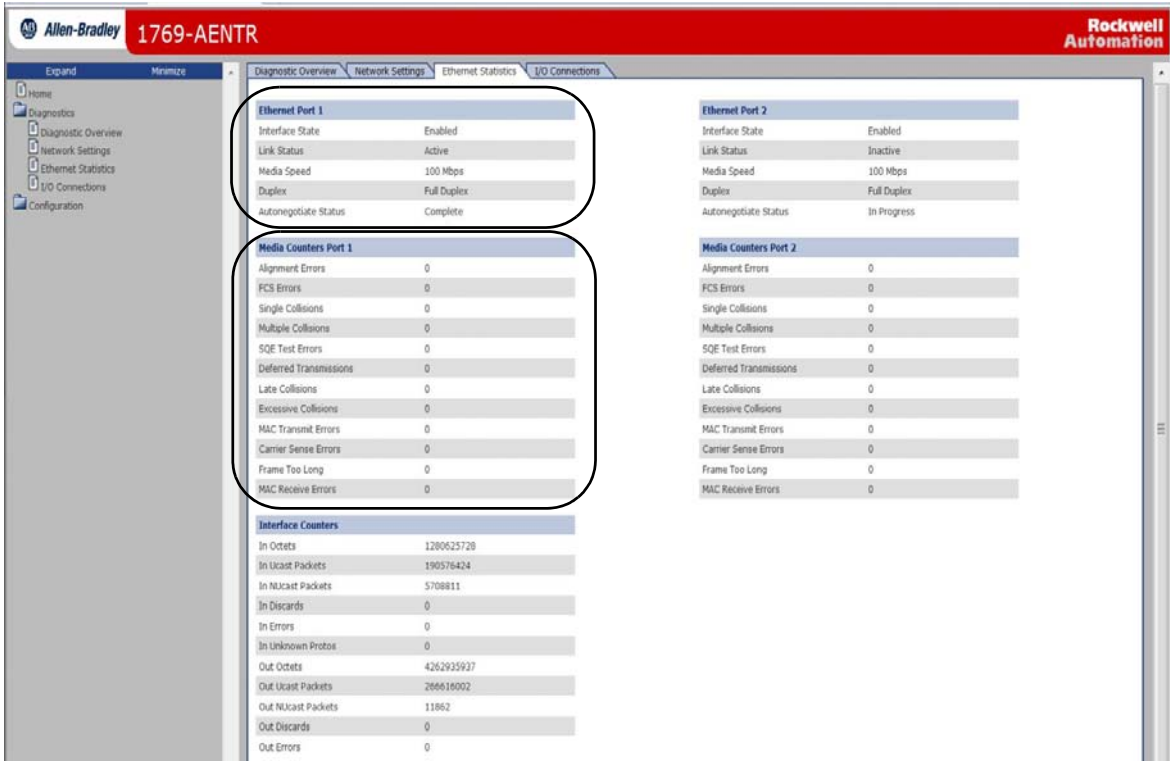 Allen-Bradley 1769-AENTR
Rockwell Automation
Expand Minimize
Home
Diagnostics
Diagnostic Overview
Network Settings
Ethernet Statistics
I/O Connections
Configuration
Diagnostic Overview Network Settings Ethernet Statistics I/O Connections
Ethernet Port 1
Interface State Enabled
Link Status Active
Media Speed 100 Mbps
Duplex Full Duplex
Autonegotiate Status Complete
Media Counters Port 1
Alignment Errors 0
FCS Errors 0
Single Collisions 0
Multiple Collisions 0
SQE Test Errors 0
Deferred Transmissions 0
Late Collisions 0
Excessive Collisions 0
MAC Transmit Errors 0
Carrier Sense Errors 0
Frame Too Long 0
MAC Receive Errors 0
Interface Counters
In Octets 1280625728
In Ucast Packets 190576424
In NUcast Packets 5708811
In Discards 0
In Errors 0
In Unknown Protos 0
Out Octets 4262935937
Out Ucast Packets 266616002
Out NUcast Packets 11862
Out Discards 0
Out Errors 0
Ethernet Port 2
Interface State Enabled
Link Status Inactive
Media Speed 100 Mbps
Duplex Full Duplex
Autonegotiate Status In Progress
Media Counters Port 2
Alignment Errors 0
FCS Errors 0
Single Collisions 0
Multiple Collisions 0
SQE Test Errors 0
Deferred Transmissions 0
Late Collisions 0
Excessive Collisions 0
MAC Transmit Errors 0
Carrier Sense Errors 0
Frame Too Long 0
MAC Receive Errors 0